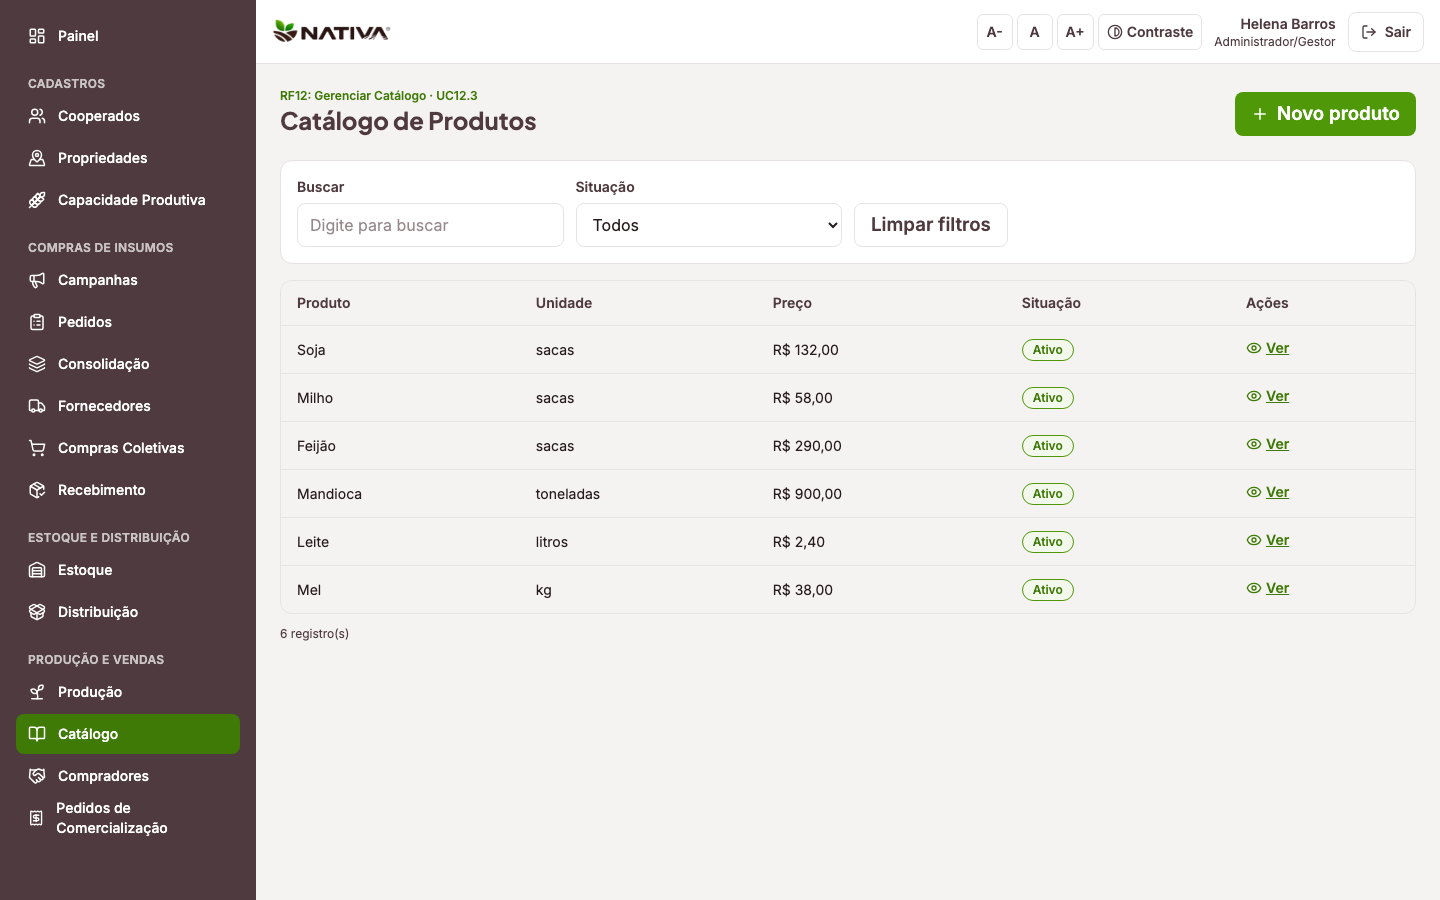 Painel
CADASTROS
Cooperados
Propriedades
Capacidade Produtiva
COMPRAS DE INSUMOS
Campanhas
Pedidos
Consolidação
Fornecedores
Compras Coletivas
Recebimento
ESTOQUE E DISTRIBUIÇÃO
Estoque
Distribuição
PRODUÇÃO E VENDAS
Produção
Catálogo
Compradores
Pedidos de
Comercialização
NATIVA
A- A A+ Contraste
Helena Barros
Administrador/Gestor
Sair
RF12: Gerenciar Catálogo · UC12.3
Catálogo de Produtos
Novo produto
Buscar Situação
Digite para buscar Todos Limpar filtros
Produto Unidade Preço Situação Ações
Soja sacas R$ 132,00 Ativo Ver
Milho sacas R$ 58,00 Ativo Ver
Feijão sacas R$ 290,00 Ativo Ver
Mandioca toneladas R$ 900,00 Ativo Ver
Leite litros R$ 2,40 Ativo Ver
Mel kg R$ 38,00 Ativo Ver
6 registro(s)